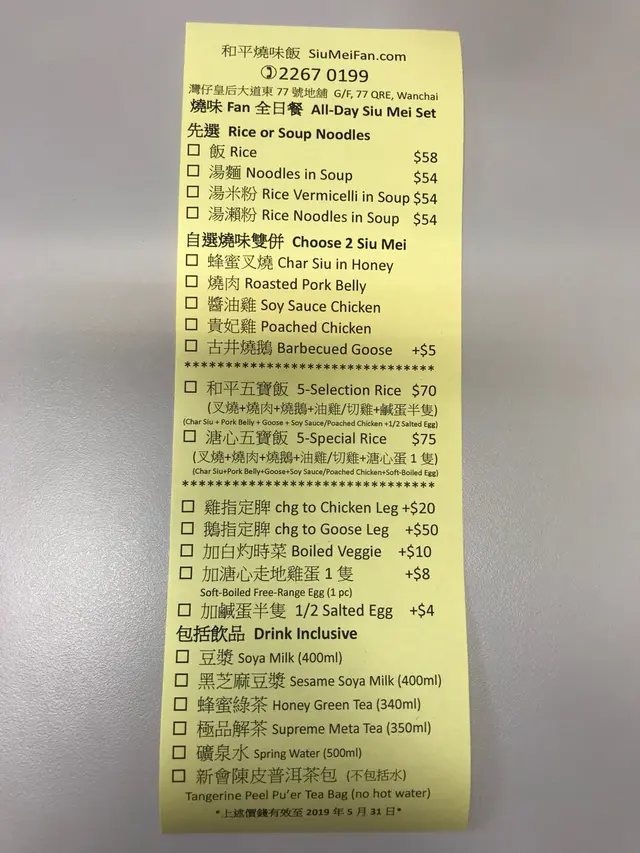 和平燒味飯 SiuMeiFan.com
✆2267 0199
灣仔皇后大道東 77 號地舖 G/F, 77 QRE, Wanchai
燒味 Fan 全日餐 All-Day Siu Mei Set
先選 Rice or Soup Noodles
☐ 飯 Rice $58
☐ 湯麵 Noodles in Soup $54
☐ 湯米粉 Rice Vermicelli in Soup $54
☐ 湯瀨粉 Rice Noodles in Soup $54
自選燒味雙併 Choose 2 Siu Mei
☐ 蜂蜜叉燒 Char Siu in Honey
☐ 燒肉 Roasted Pork Belly
☐ 醬油雞 Soy Sauce Chicken
☐ 貴妃雞 Poached Chicken
☐ 古井燒鵝 Barbecued Goose +$5
********************************
☐ 和平五寶飯 5-Selection Rice $70
(叉燒+燒肉+燒鵝+油雞/切雞+鹹蛋半隻)
(Char Siu + Pork Belly + Goose + Soy Sauce/Poached Chicken +1/2 Salted Egg)
☐ 溏心五寶飯 5-Special Rice $75
(叉燒+燒肉+燒鵝+油雞/切雞+溏心蛋 1 隻)
(Char Siu+Pork Belly+Goose+Soy Sauce/Poached Chicken+Soft-Boiled Egg)
********************************
☐ 雞指定脾 chg to Chicken Leg +$20
☐ 鵝指定脾 chg to Goose Leg +$50
☐ 加白灼時菜 Boiled Veggie +$10
☐ 加溏心走地雞蛋 1 隻 +$8
Soft-Boiled Free-Range Egg (1 pc)
☐ 加鹹蛋半隻 1/2 Salted Egg +$4
包括飲品 Drink Inclusive
☐ 豆漿 Soya Milk (400ml)
☐ 黑芝麻豆漿 Sesame Soya Milk (400ml)
☐ 蜂蜜綠茶 Honey Green Tea (340ml)
☐ 極品解茶 Supreme Meta Tea (350ml)
☐ 礦泉水 Spring Water (500ml)
☐ 新會陳皮普洱茶包 (不包括水)
Tangerine Peel Pu'er Tea Bag (no hot water)
*上述價錢有效至 2019 年 5 月 31 日*